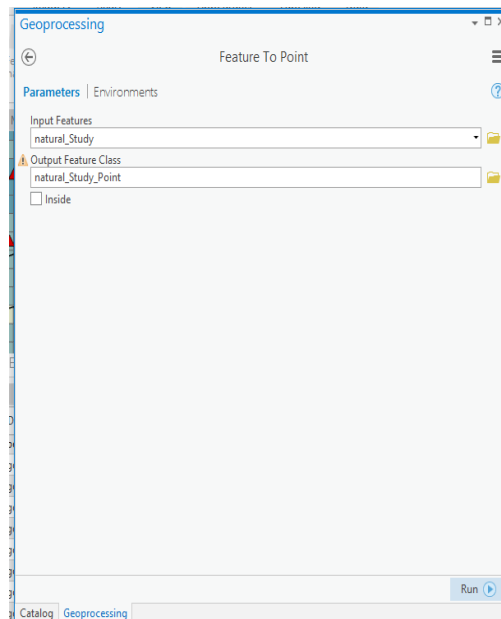 Geoprocessing
Feature To Point
Parameters | Environments
Input Features
natural_Study
Output Feature Class
natural_Study_Point
Inside
Run
Catalog Geoprocessing